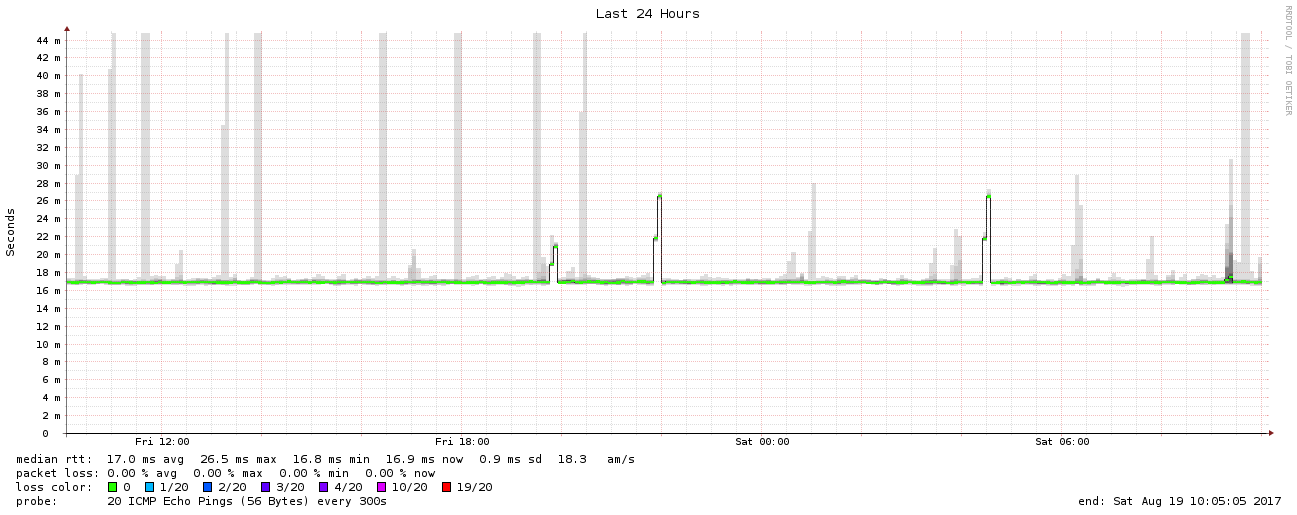 Last 24 Hours
RRDTOOL / TOBI OETIKER
Seconds
44 m
42 m
40 m
38 m
36 m
34 m
32 m
30 m
28 m
26 m
24 m
22 m
20 m
18 m
16 m
14 m
12 m
10 m
8 m
6 m
4 m
2 m
0
Fri 12:00 Fri 18:00 Sat 00:00 Sat 06:00
median rtt: 17.0 ms avg 26.5 ms max 16.8 ms min 16.9 ms now 0.9 ms sd 18.3 am/s
packet loss: 0.00 % avg 0.00 % max 0.00 % min 0.00 % now
loss color: 0 1/20 2/20 3/20 4/20 10/20 19/20
probe: 20 ICMP Echo Pings (56 Bytes) every 300s end: Sat Aug 19 10:05:05 2017